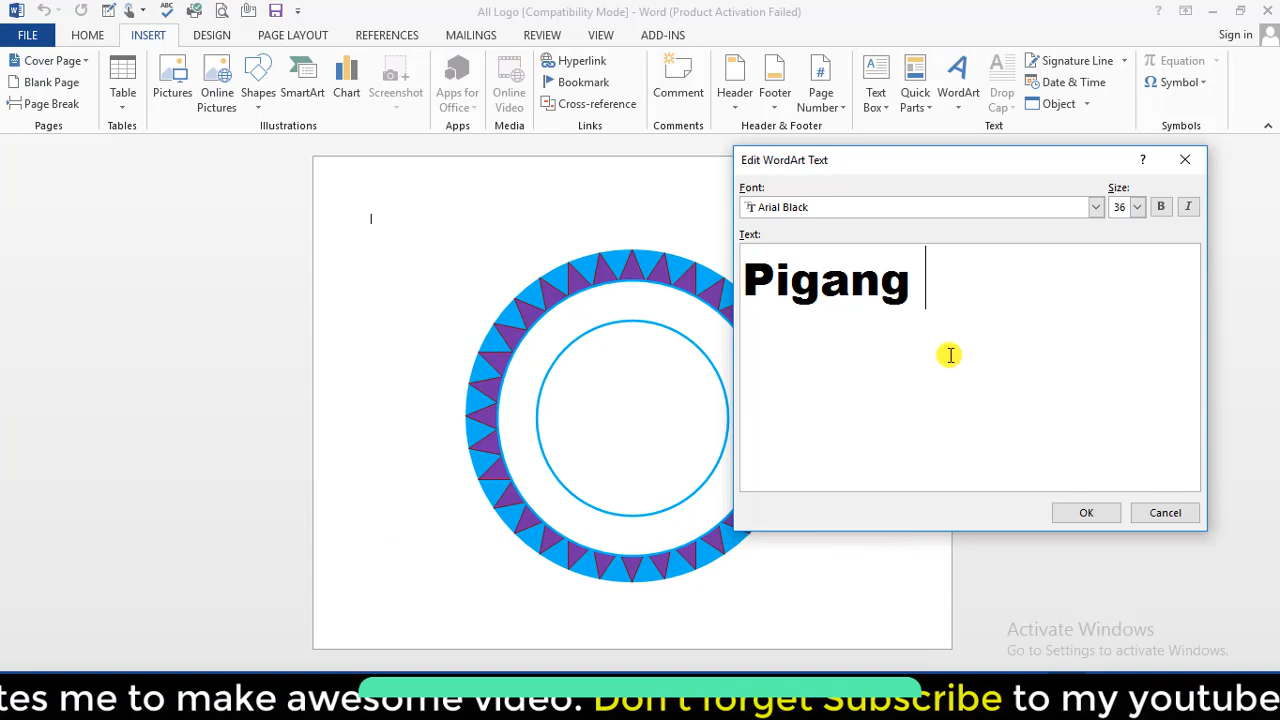 All Logo [Compatibility Mode] - Word (Product Activation Failed)
FILE HOME INSERT DESIGN PAGE LAYOUT REFERENCES MAILINGS REVIEW VIEW ADD-INS Sign in
Cover Page
Blank Page
Page Break
Pages
Table
Tables
Pictures
Online Pictures
Shapes
SmartArt
Chart
Screenshot
Illustrations
Apps for Office
Apps
Online Video
Media
Hyperlink
Bookmark
Cross-reference
Links
Comment
Comments
Header
Footer
Page Number
Header & Footer
Text Box
Quick Parts
WordArt
Drop Cap
Signature Line
Date & Time
Object
Text
Equation
Symbol
Symbols
Edit WordArt Text
Font:
Size:
Arial Black
36
B
I
Text:
Pigang
OK
Cancel
Activate Windows
Go to Settings to activate Windows.
tes me to make awesome video. Don't forget Subscribe to my youtube